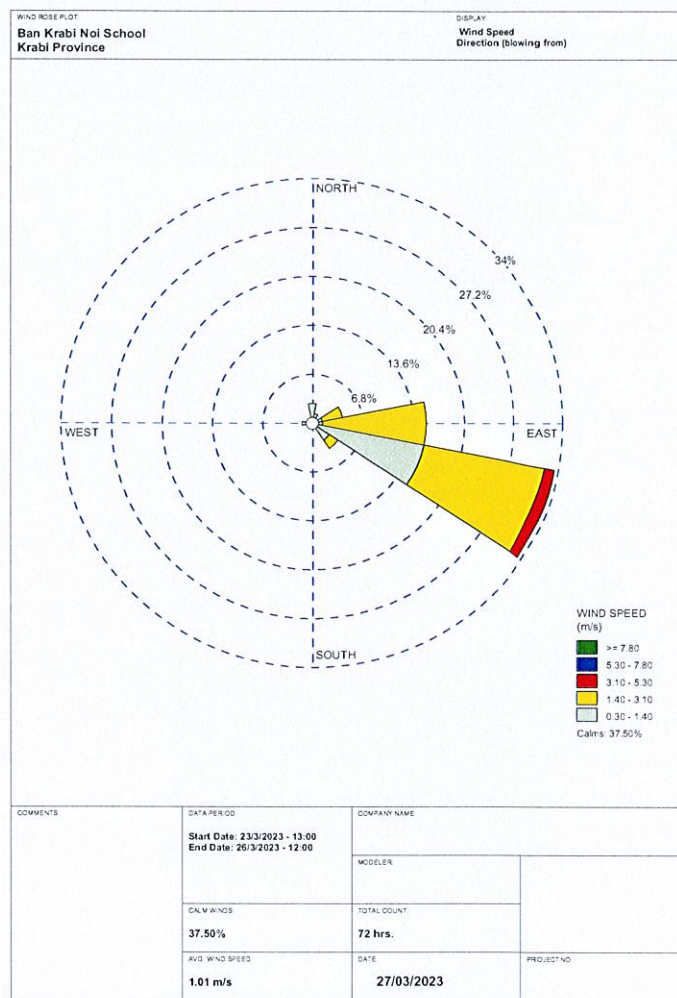 WIND ROSE PLOT:
Ban Krabi Noi School
Krabi Province
DISPLAY:
Wind Speed
Direction (blowing from)
NORTH
34%
27.2%
20.4%
13.6%
6.8%
WEST
EAST
SOUTH
WIND SPEED
(m/s)
>= 7.80
5.30 - 7.80
3.10 - 5.30
1.40 - 3.10
0.30 - 1.40
Calms: 37.50%
COMMENTS:
DATA PERIOD:
Start Date: 23/3/2023 - 13:00
End Date: 26/3/2023 - 12:00
COMPANY NAME:
MODELER:
CALM WINDS:
37.50%
TOTAL COUNT:
72 hrs.
AVG. WIND SPEED:
1.01 m/s
DATE:
27/03/2023
PROJECT NO.: